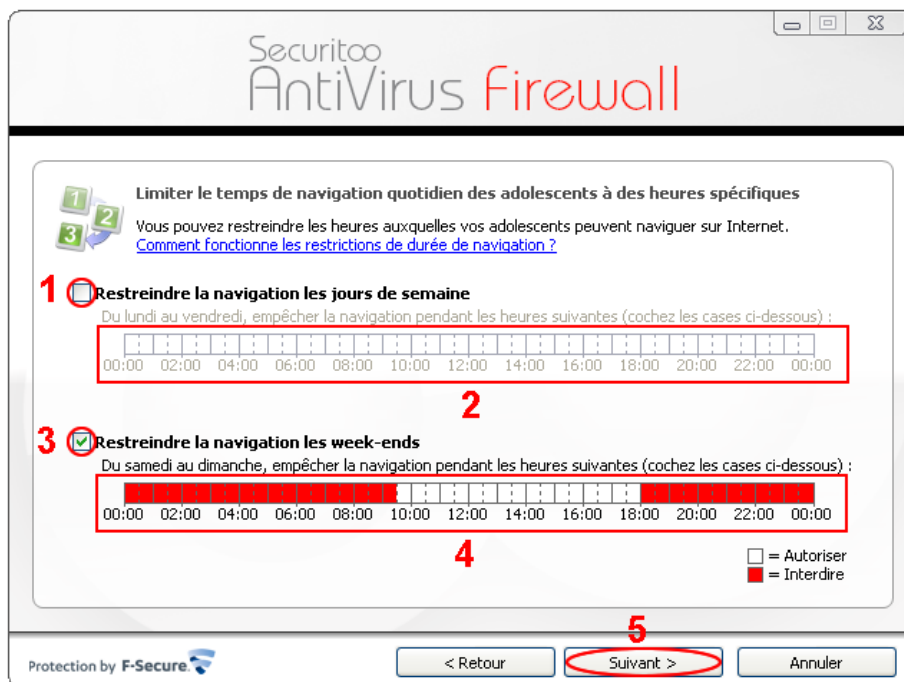 Securitoo
AntiVirus Firewall
1
2
3
Limiter le temps de navigation quotidien des adolescents à des heures spécifiques
Vous pouvez restreindre les heures auxquelles vos adolescents peuvent naviguer sur Internet.
Comment fonctionne les restrictions de durée de navigation ?
1 Restreindre la navigation les jours de semaine
Du lundi au vendredi, empêcher la navigation pendant les heures suivantes (cochez les cases ci-dessous) :
00:00 02:00 04:00 06:00 08:00 10:00 12:00 14:00 16:00 18:00 20:00 22:00 00:00
2
3 Restreindre la navigation les week-ends
Du samedi au dimanche, empêcher la navigation pendant les heures suivantes (cochez les cases ci-dessous) :
00:00 02:00 04:00 06:00 08:00 10:00 12:00 14:00 16:00 18:00 20:00 22:00 00:00
4
= Autoriser
= Interdire
5
Protection by F-Secure.
< Retour
Suivant >
Annuler